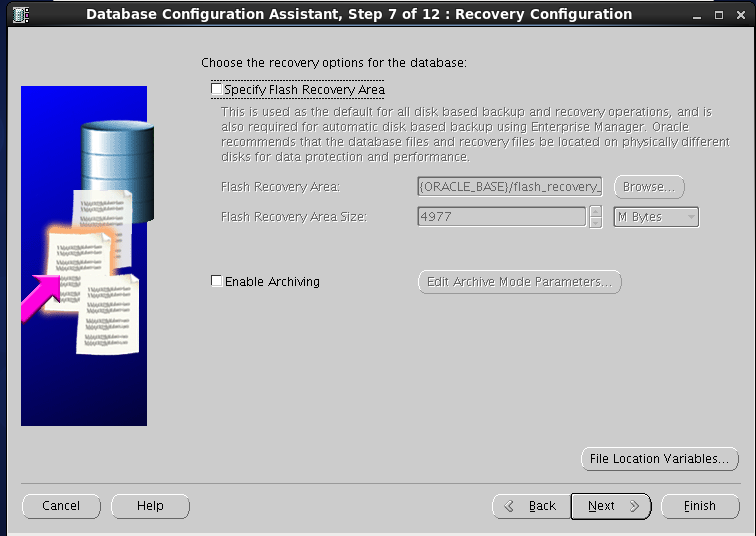 Database Configuration Assistant, Step 7 of 12 : Recovery Configuration
Choose the recovery options for the database:
Specify Flash Recovery Area
This is used as the default for all disk based backup and recovery operations, and is
also required for automatic disk based backup using Enterprise Manager. Oracle
recommends that the database files and recovery files be located on physically different
disks for data protection and performance.
Flash Recovery Area: {ORACLE_BASE}/flash_recovery_ Browse...
Flash Recovery Area Size: 4977 M Bytes
Enable Archiving Edit Archive Mode Parameters...
File Location Variables...
Cancel Help Back Next Finish